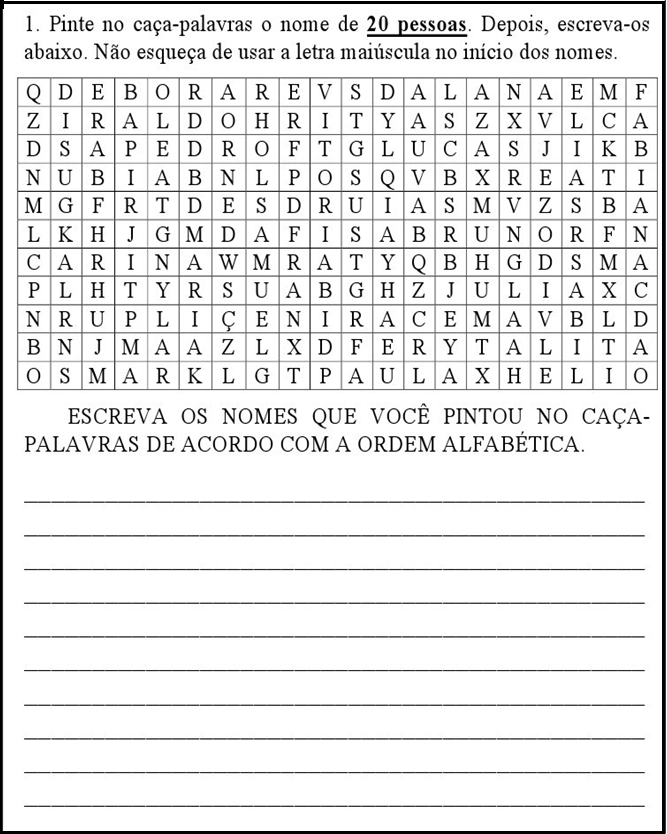 1. Pinte no caça-palavras o nome de 20 pessoas. Depois, escreva-os
abaixo. Não esqueça de usar a letra maiúscula no início dos nomes.
Q D E B O R A R E V S D A L A N A E M F
Z I R A L D O H R I T Y A S Z X V L C A
D S A P E D R O F T G L U C A S J I K B
N U B I A B N L P O S Q V B X R E A T I
M G F R T D E S D R U I A S M V Z S B A
L K H J G M D A F I S A B R U N O R F N
C A R I N A W M R A T Y Q B H G D S M A
P L H T Y R S U A B G H Z J U L I A X C
N R U P L I Ç E N I R A C E M A V B L D
B N J M A A Z L X D F E R Y T A L I T A
O S M A R K L G T P A U L A X H E L I O
ESCREVA OS NOMES QUE VOCÊ PINTOU NO CAÇA-
PALAVRAS DE ACORDO COM A ORDEM ALFABÉTICA.